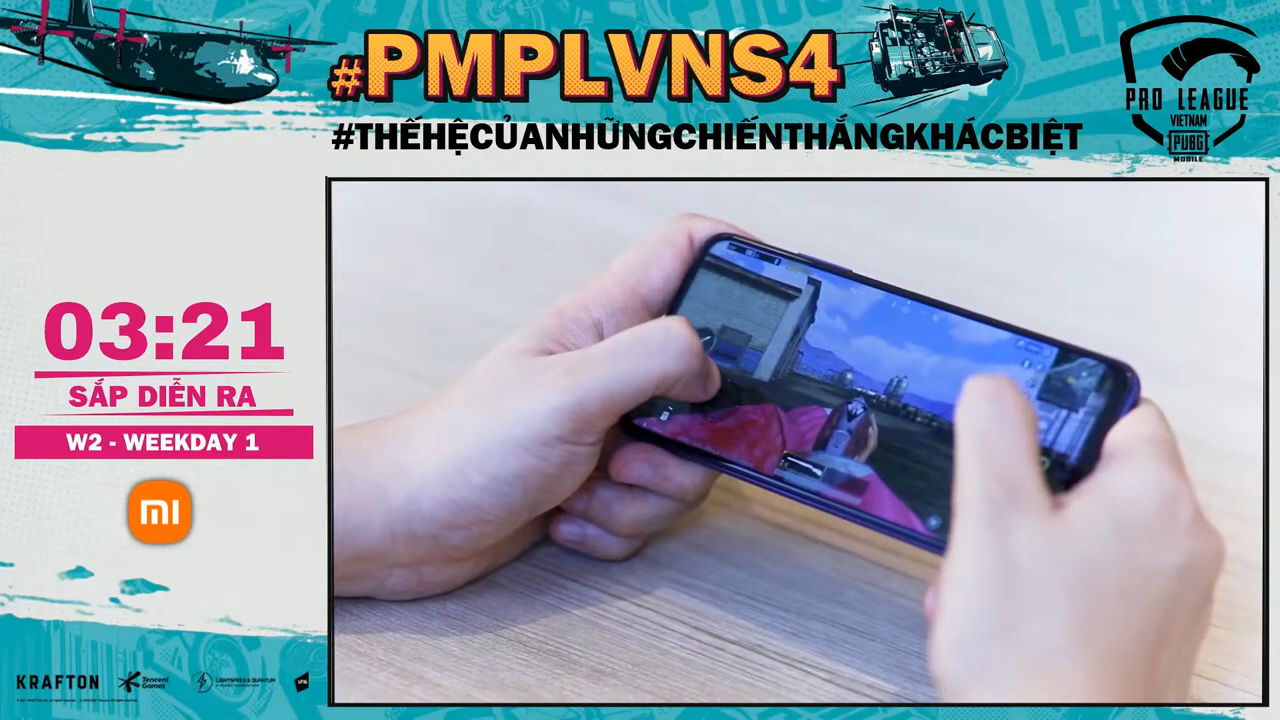 #PMPLVNS4
#THẾHỆCỦANHỮNGCHIẾNTHẮNGKHÁCBIỆT
PRO LEAGUE
VIETNAM
PUBG
MOBILE
03:21
SẮP DIỄN RA
W2 - WEEKDAY 1
mi
KRAFTON
Tencent Games
LIGHTSPEED & QUANTUM
VNG